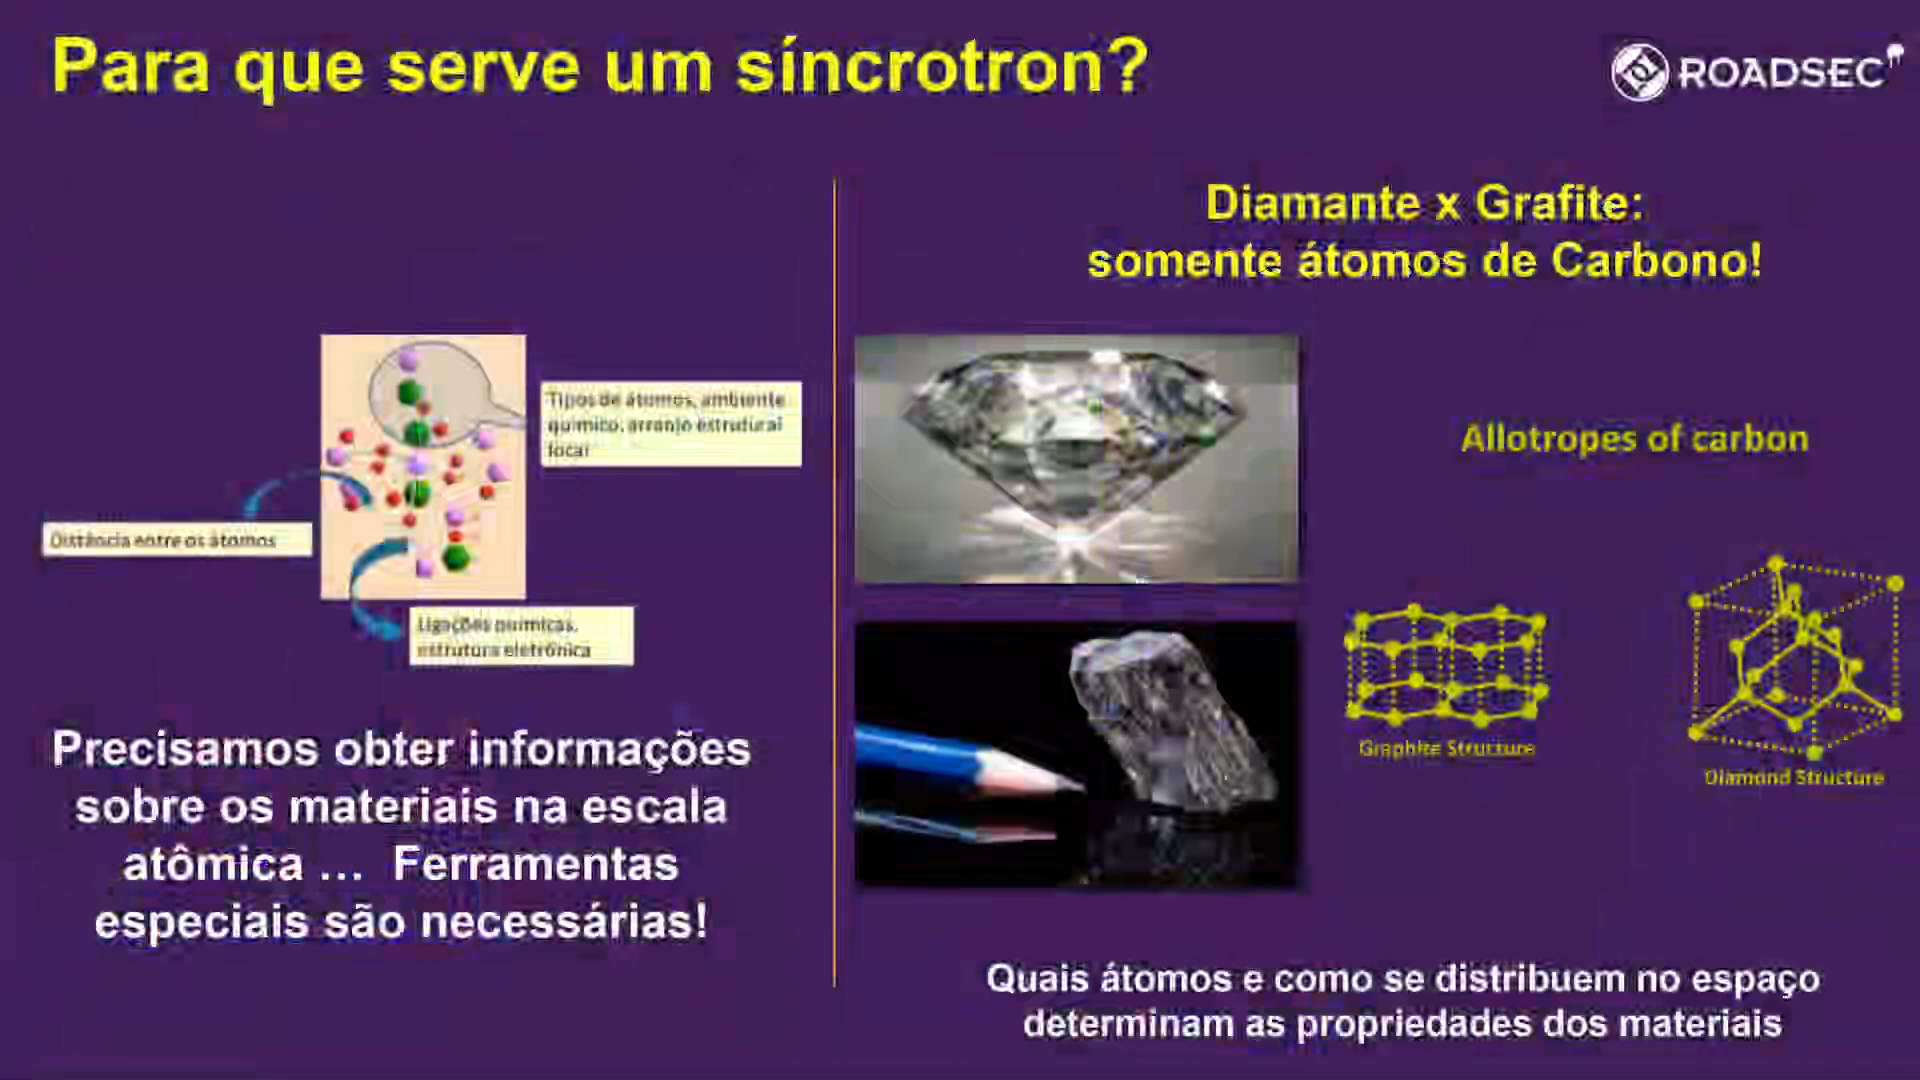 Para que serve um síncrotron?
ROADSEC
Tipos de átomos, ambiente
químico, arranjo estrutural
local
Distância entre os átomos
Ligações químicas,
estrutura eletrônica
Precisamos obter informações
sobre os materiais na escala
atômica ... Ferramentas
especiais são necessárias!
Diamante x Grafite:
somente átomos de Carbono!
Allotropes of carbon
Graphite Structure
Diamond Structure
Quais átomos e como se distribuem no espaço
determinam as propriedades dos materiais